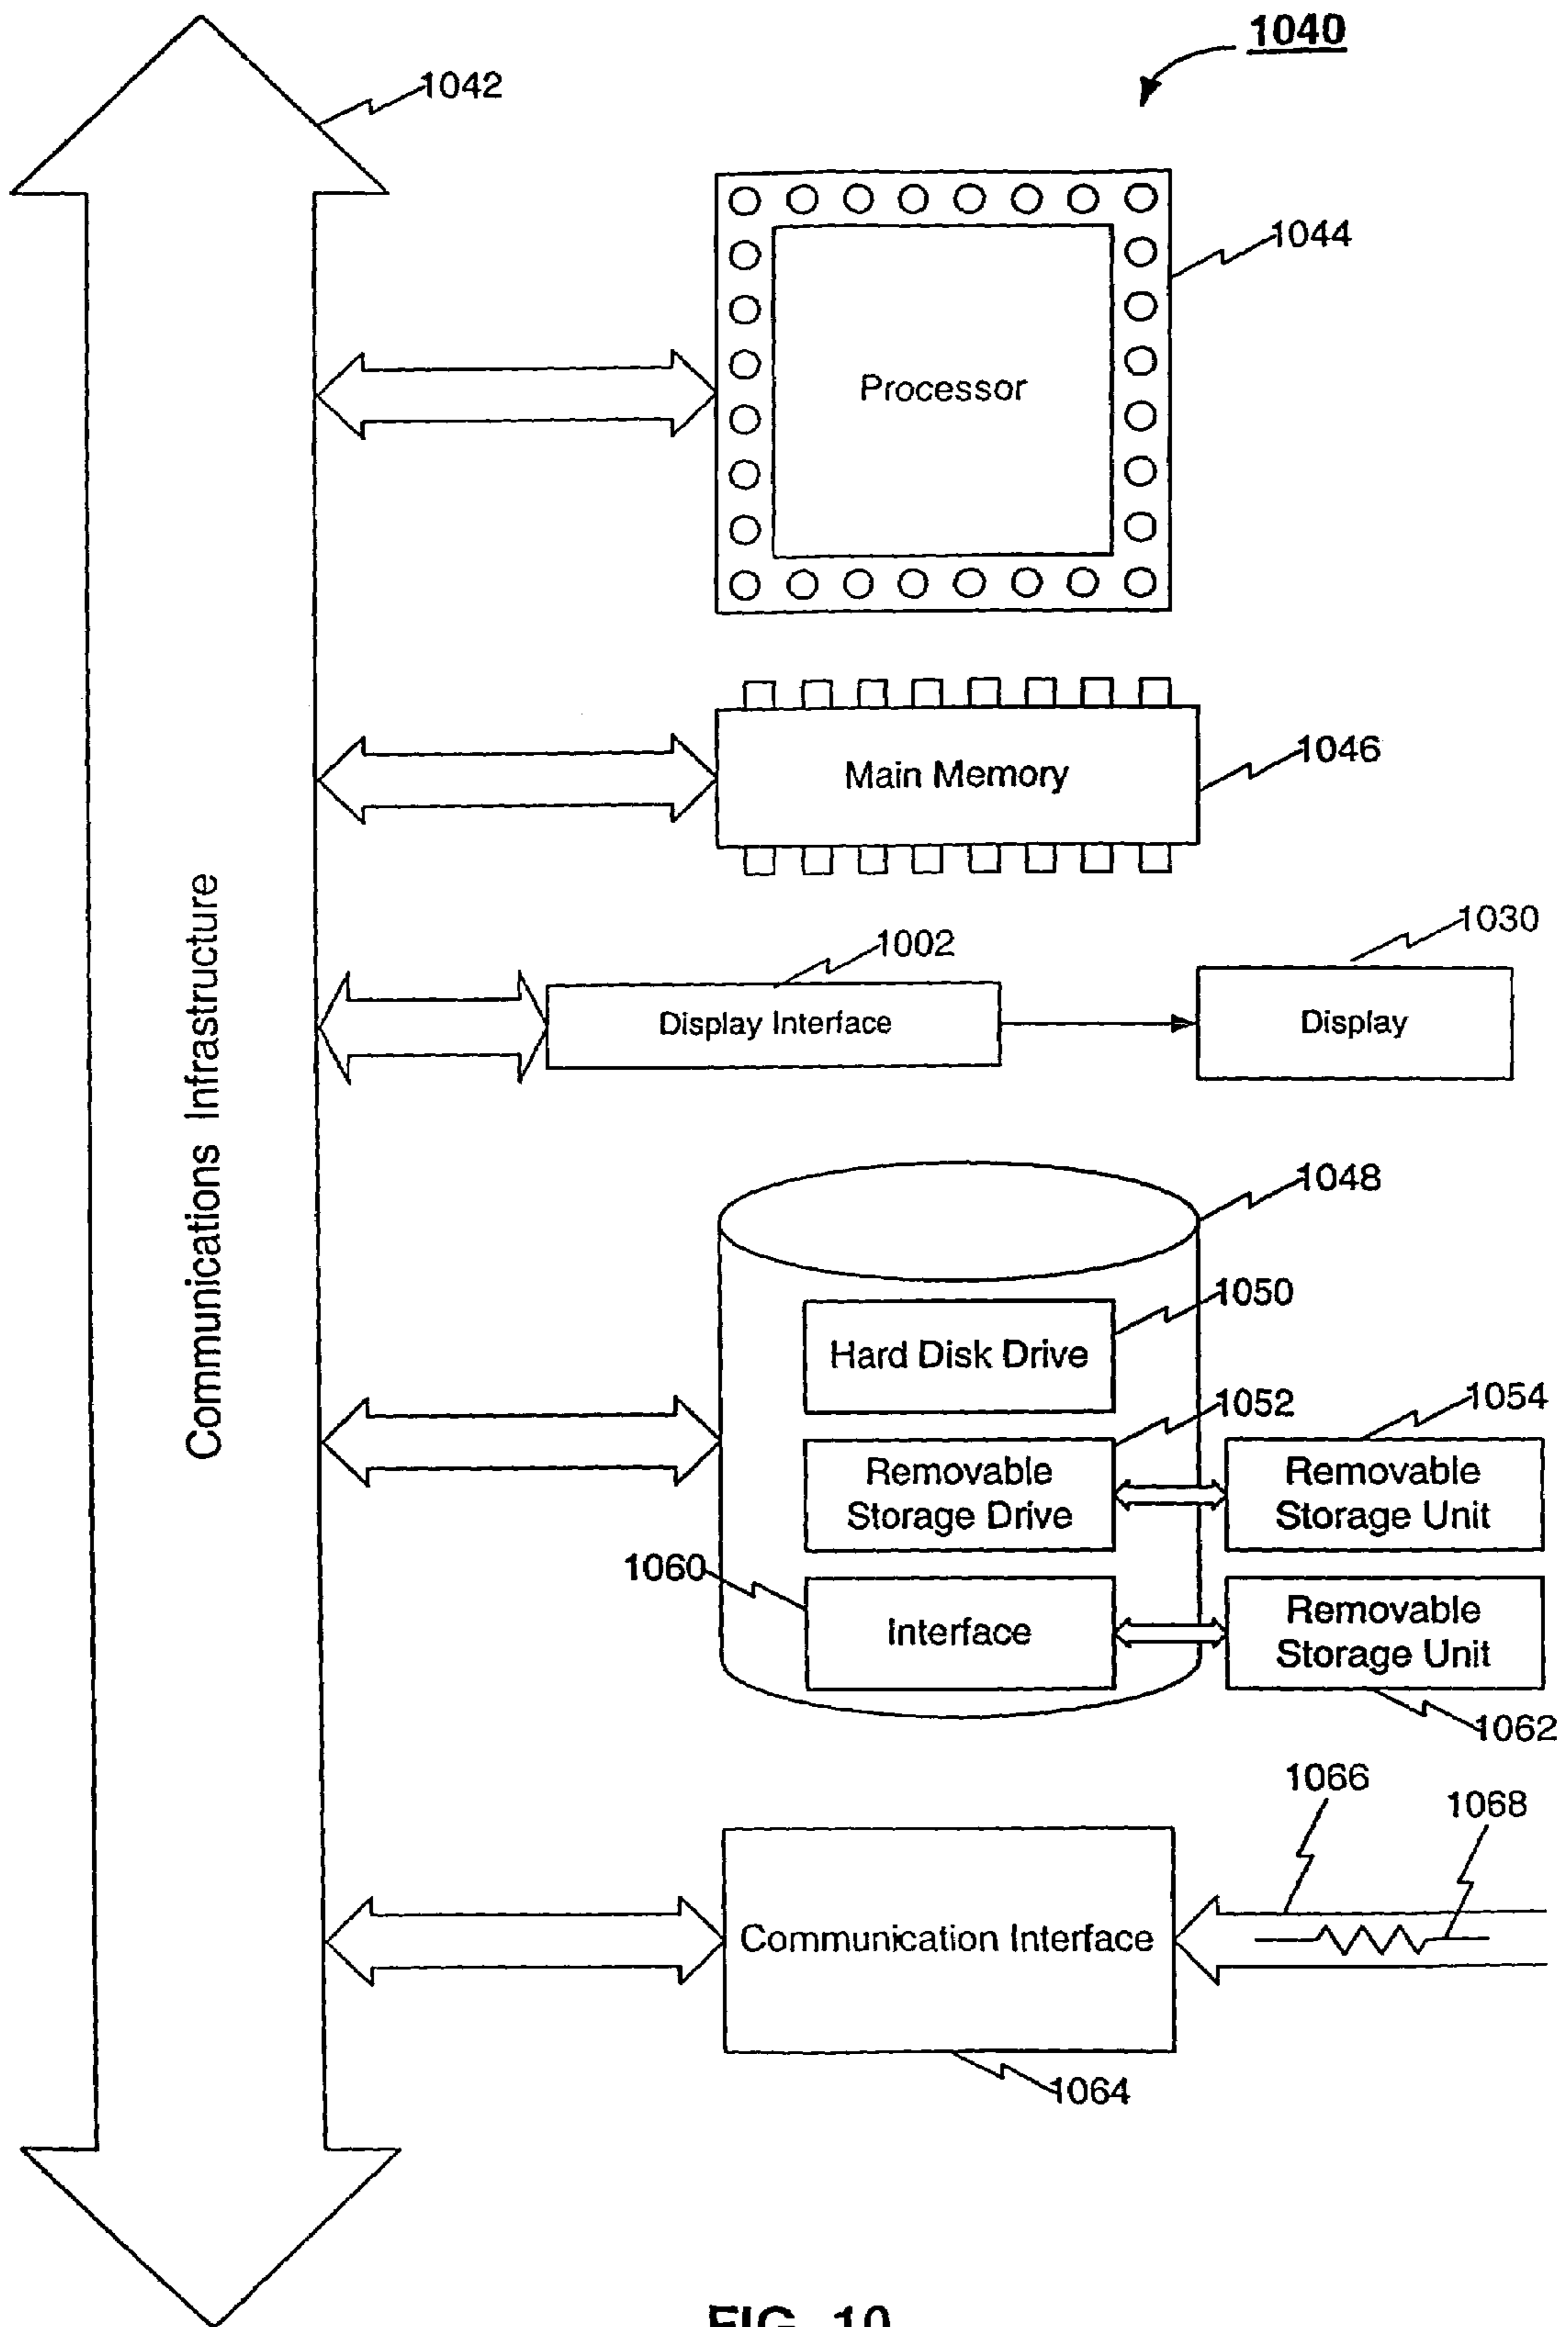 1040
1042
1044
Processor
Main Memory
1046
1002
1030
Display Interface
Display
Communications Infrastructure
1048
1050
Hard Disk Drive
1052
1054
Removable
Storage Drive
Removable
Storage Unit
1060
Interface
Removable
Storage Unit
1062
1066
1068
Communication Interface
1064
FIG. 10